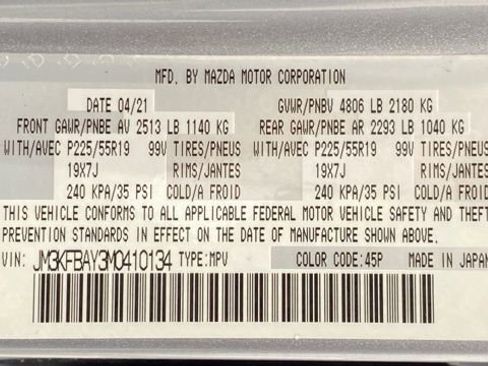 MFD. BY MAZDA MOTOR CORPORATION
DATE 04/21 GVWR/PNBV 4806 LB 2180 KG
FRONT GAWR/PNBE AV 2513 LB 1140 KG REAR GAWR/PNBE AR 2293 LB 1040 KG
WITH/AVEC P225/55R19 99V TIRES/PNEUS WITH/AVEC P225/55R19 99V TIRES/PNEUS
19X7J RIMS/JANTES 19X7J RIMS/JANTES
240 KPA/35 PSI COLD/A FROID 240 KPA/35 PSI COLD/A FROID
THIS VEHICLE CONFORMS TO ALL APPLICABLE FEDERAL MOTOR VEHICLE SAFETY AND THEFT
PREVENTION STANDARDS IN EFFECT ON THE DATE OF MANUFACTURE SHOWN ABOVE.
VIN: JM3KFBAY3M0410134 TYPE:MPV COLOR CODE:45P MADE IN JAPAN